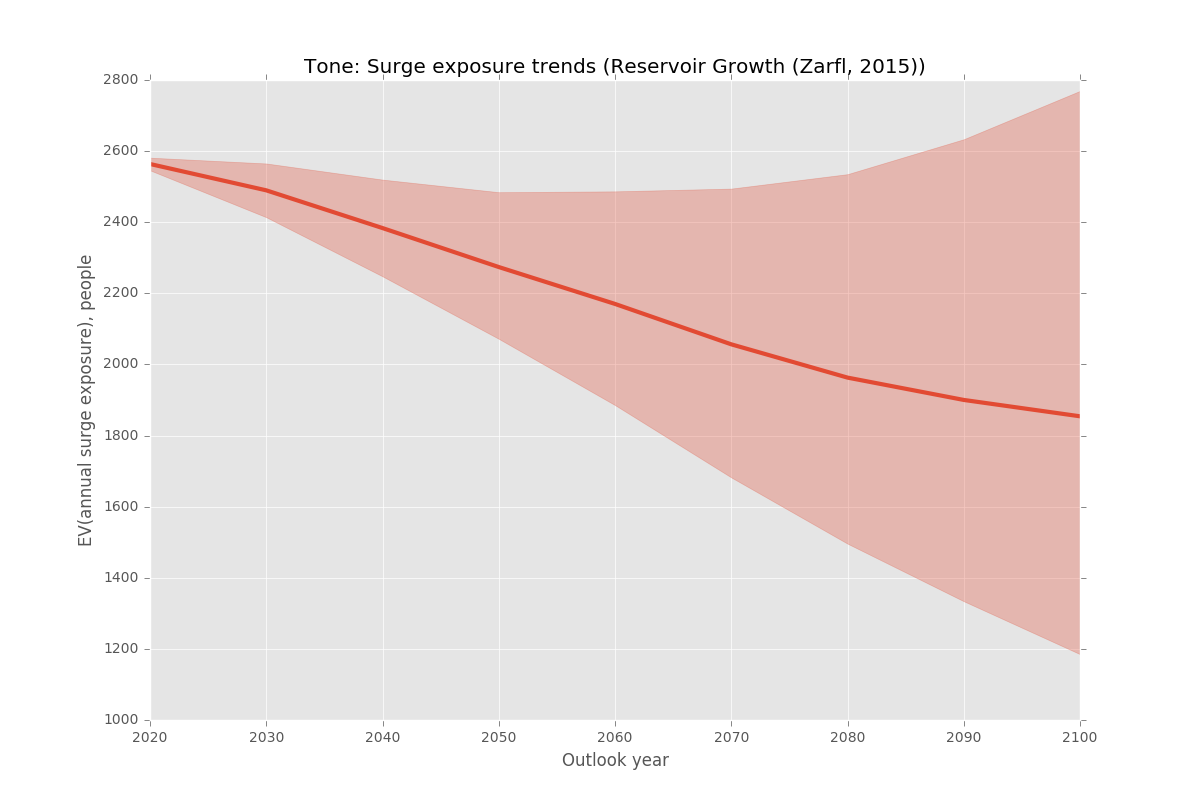 Tone: Surge exposure trends (Reservoir Growth (Zarfl, 2015))
EV(annual surge exposure), people
2800
2600
2400
2200
2000
1800
1600
1400
1200
1000
2020 2030 2040 2050 2060 2070 2080 2090 2100
Outlook year